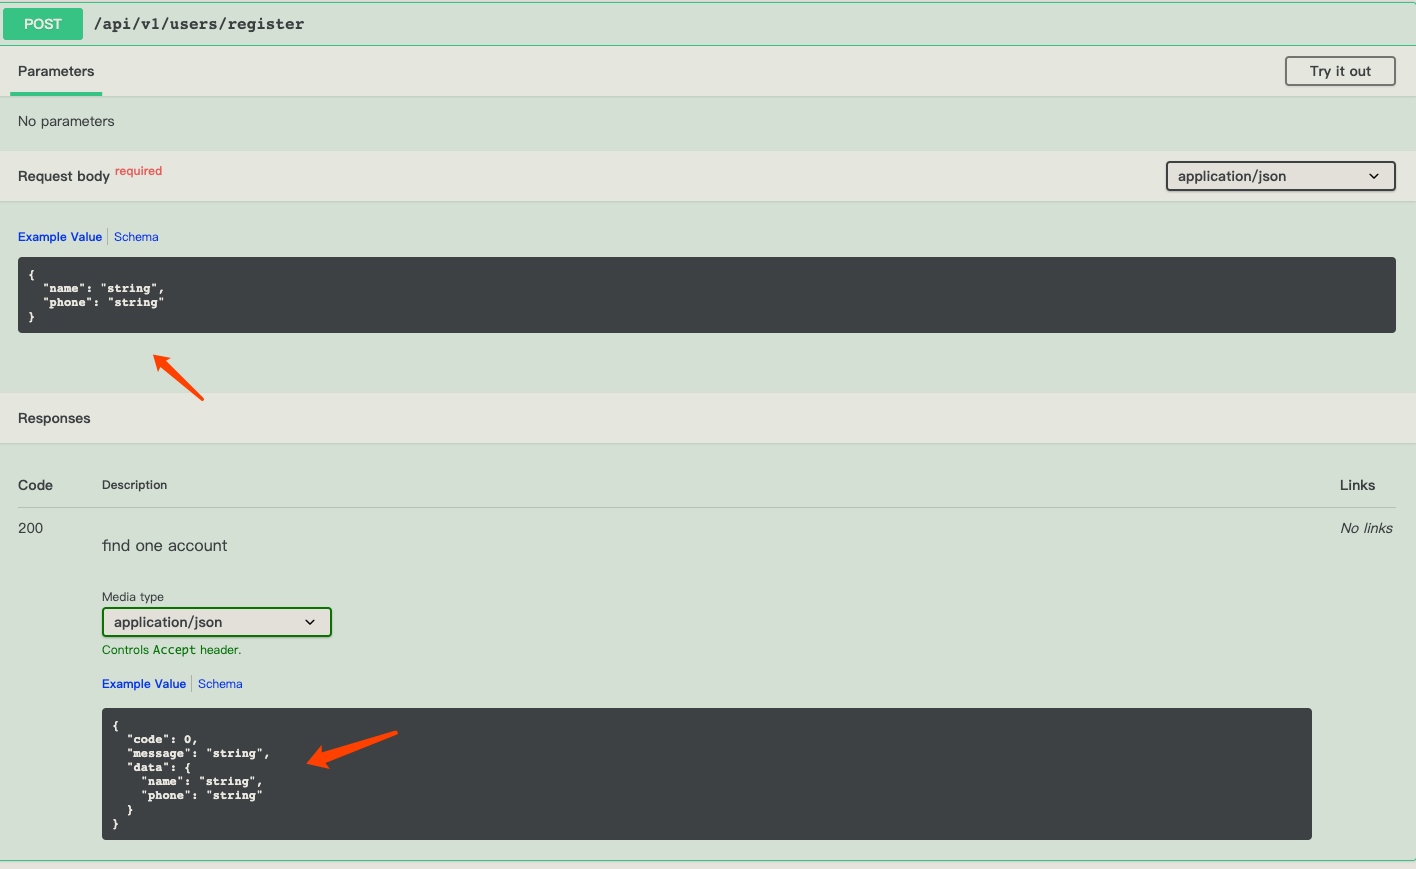 POST /api/v1/users/register
Parameters
Try it out
No parameters
Request body required
application/json
Example Value
Schema
{
"name": "string",
"phone": "string"
}
Responses
Code
Description
Links
200
find one account
No links
Media type
application/json
Controls Accept header.
Example Value
Schema
{
"code": 0,
"message": "string",
"data": {
"name": "string",
"phone": "string"
}
}